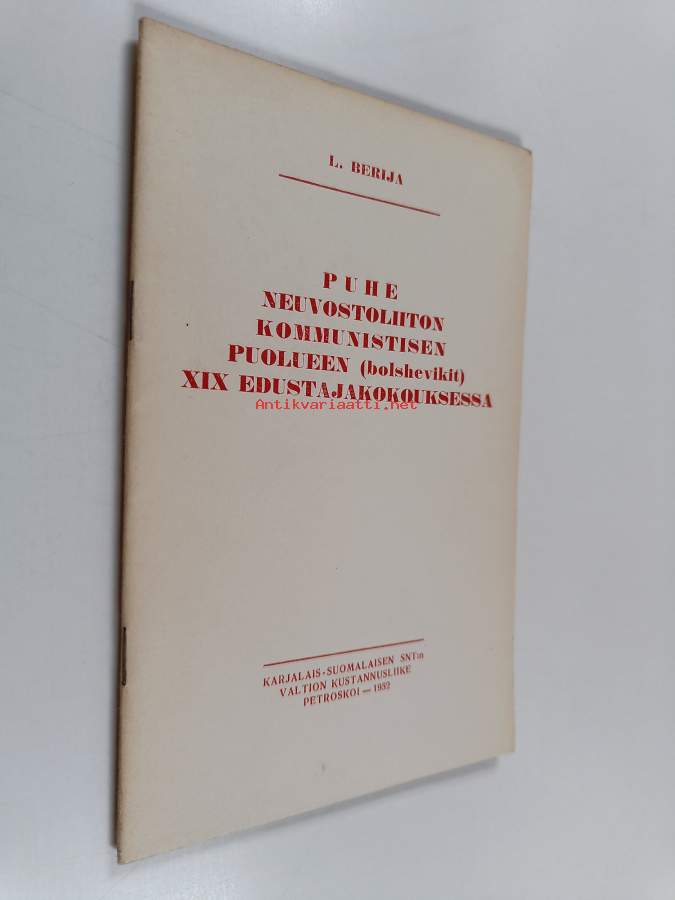 L. BERIJA
PUHE
NEUVOSTOLIITON
KOMMUNISTISEN
PUOLUEEN (bolshevikit)
XIX EDUSTAJAKOKOUKSESSA
Antikvariaatti.net
KARJALAIS-SUOMALAISEN SNT:n
VALTION KUSTANNUSLIIKE
PETROSKOI — 1952